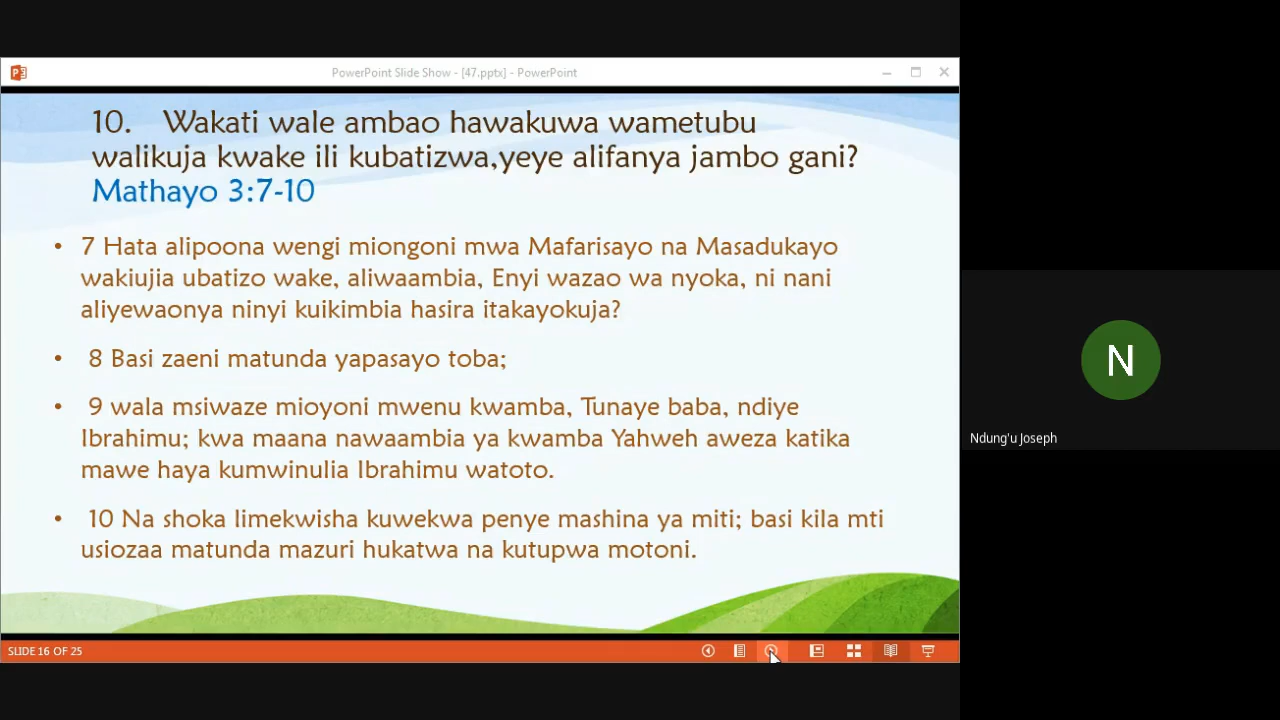 PowerPoint Slide Show - [47.pptx] - PowerPoint
10. Wakati wale ambao hawakuwa wametubu
walikuja kwake ili kubatizwa,yeye alifanya jambo gani?
Mathayo 3:7-10
• 7 Hata alipoona wengi miongoni mwa Mafarisayo na Masadukayo
wakiujia ubatizo wake, aliwaambia, Enyi wazao wa nyoka, ni nani
aliyewaonya ninyi kuikimbia hasira itakayokuja?
• 8 Basi zaeni matunda yapasayo toba;
• 9 wala msiwaze mioyoni mwenu kwamba, Tunaye baba, ndiye
Ibrahimu; kwa maana nawaambia ya kwamba Yahweh aweza katika
mawe haya kumwinulia Ibrahimu watoto.
• 10 Na shoka limekwisha kuwekwa penye mashina ya miti; basi kila mti
usiozaa matunda mazuri hukatwa na kutupwa motoni.
SLIDE 16 OF 25
N
Ndung'u Joseph